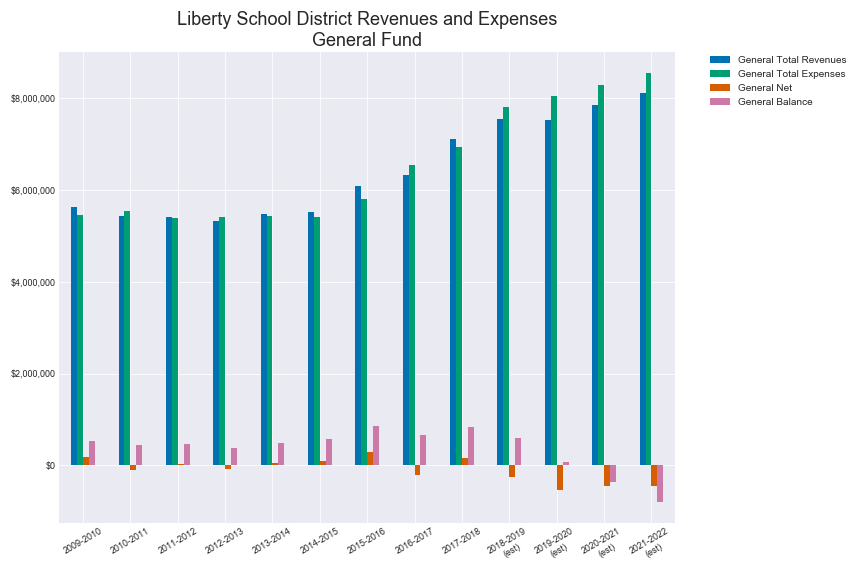 Liberty School District Revenues and Expenses
General Fund
General Total Revenues
General Total Expenses
General Net
General Balance
$8,000,000
$6,000,000
$4,000,000
$2,000,000
$0
2009-2010
2010-2011
2011-2012
2012-2013
2013-2014
2014-2015
2015-2016
2016-2017
2017-2018
2018-2019
(est)
2019-2020
(est)
2020-2021
(est)
2021-2022
(est)